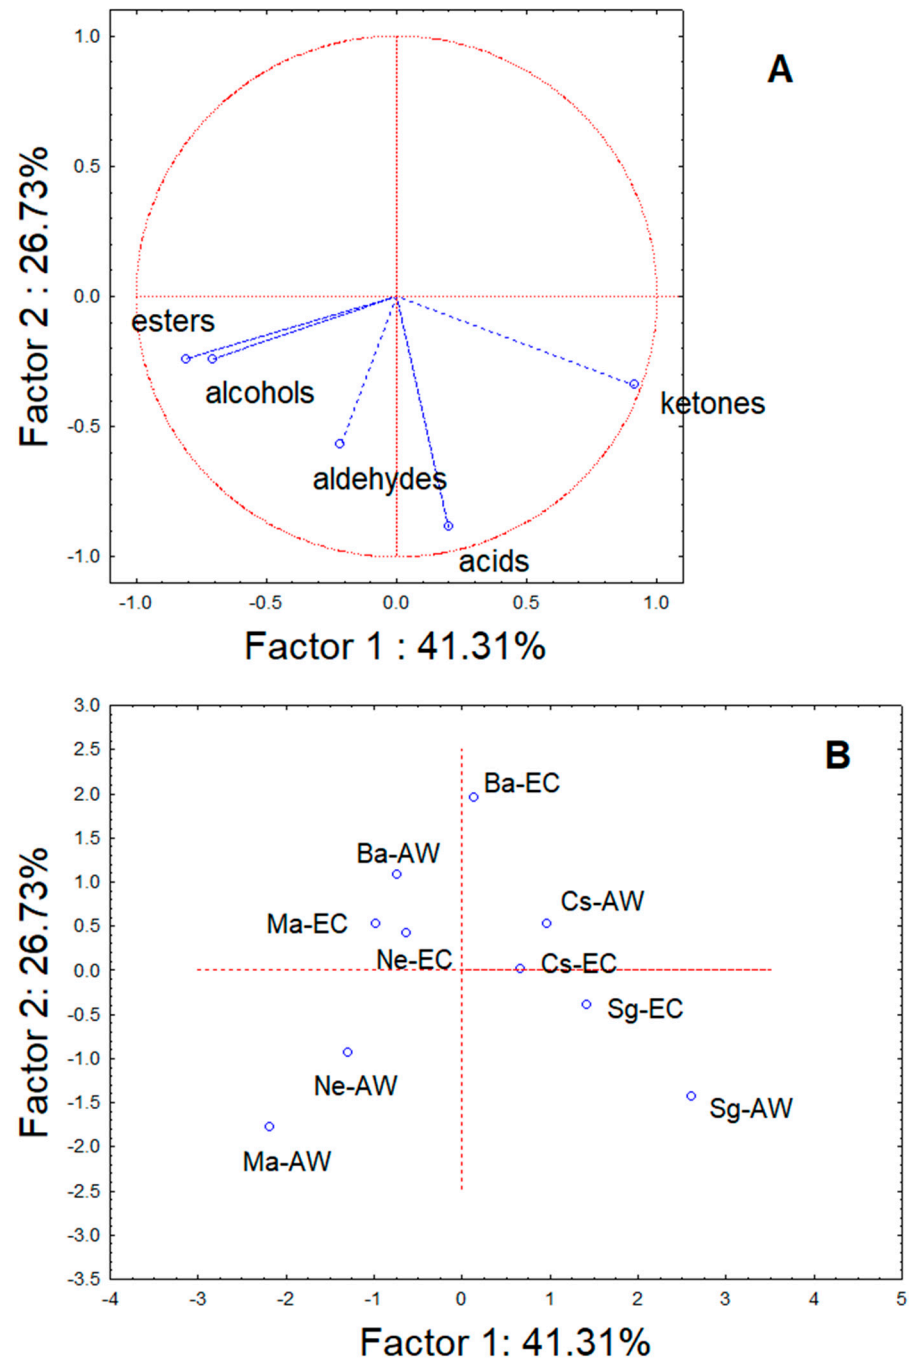 A
1.0
0.5
0.0
-0.5
-1.0
Factor 2 : 26.73%
esters
alcohols
aldehydes
acids
ketones
-1.0 -0.5 0.0 0.5 1.0
Factor 1 : 41.31%
B
3.0
2.5
2.0
1.5
1.0
0.5
0.0
-0.5
-1.0
-1.5
-2.0
-2.5
-3.0
-3.5
Factor 2: 26.73%
Ba-EC
Ba-AW
Ma-EC
Ne-EC
Cs-AW
Cs-EC
Sg-EC
Ne-AW
Sg-AW
Ma-AW
-4 -3 -2 -1 0 1 2 3 4 5
Factor 1: 41.31%